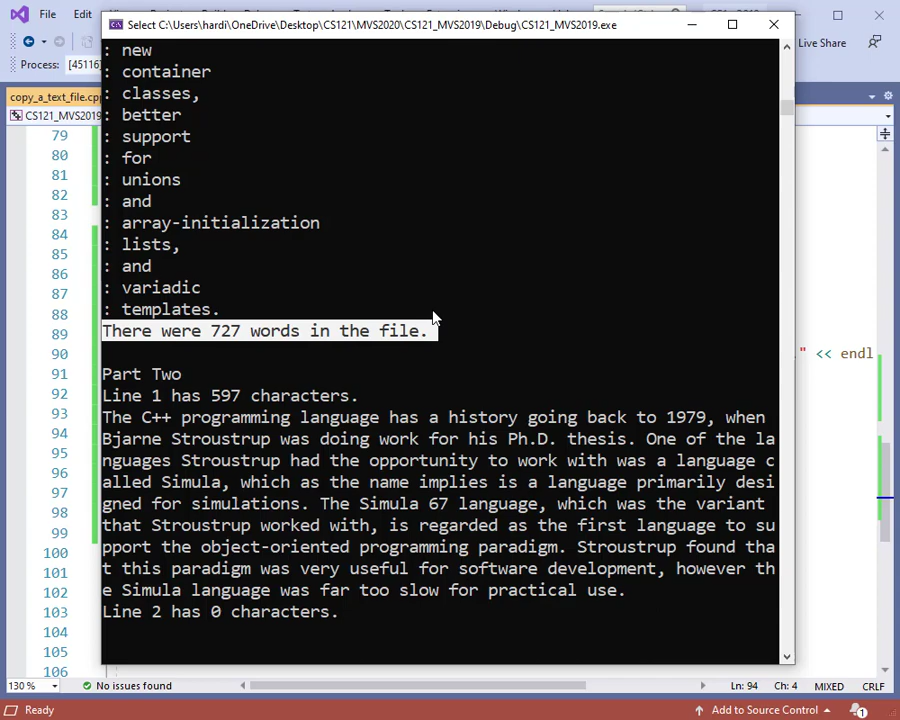 Select C:\Users\hardi\OneDrive\Desktop\CS121\MVS2020\CS121_MVS2019\Debug\CS121_MVS2019.exe
File Edit
Live Share
Process: [45116]
copy_a_text_file.cpp
CS121_MVS2019
: new
: container
: classes,
: better
: support
: for
: unions
: and
: array-initialization
: lists,
: and
: variadic
: templates.
There were 727 words in the file.
Part Two
Line 1 has 597 characters.
The C++ programming language has a history going back to 1979, when
Bjarne Stroustrup was doing work for his Ph.D. thesis. One of the la
nguages Stroustrup had the opportunity to work with was a language c
alled Simula, which as the name implies is a language primarily desi
gned for simulations. The Simula 67 language, which was the variant
that Stroustrup worked with, is regarded as the first language to su
pport the object-oriented programming paradigm. Stroustrup found tha
t this paradigm was very useful for software development, however th
e Simula language was far too slow for practical use.
Line 2 has 0 characters.
79
80
81
82
83
84
85
86
87
88
89
90
91
92
93
94
95
96
97
98
99
100
101
102
103
104
105
106
" << endl
130 %
No issues found
Ln: 94 Ch: 4 MIXED CRLF
Ready
Add to Source Control
1